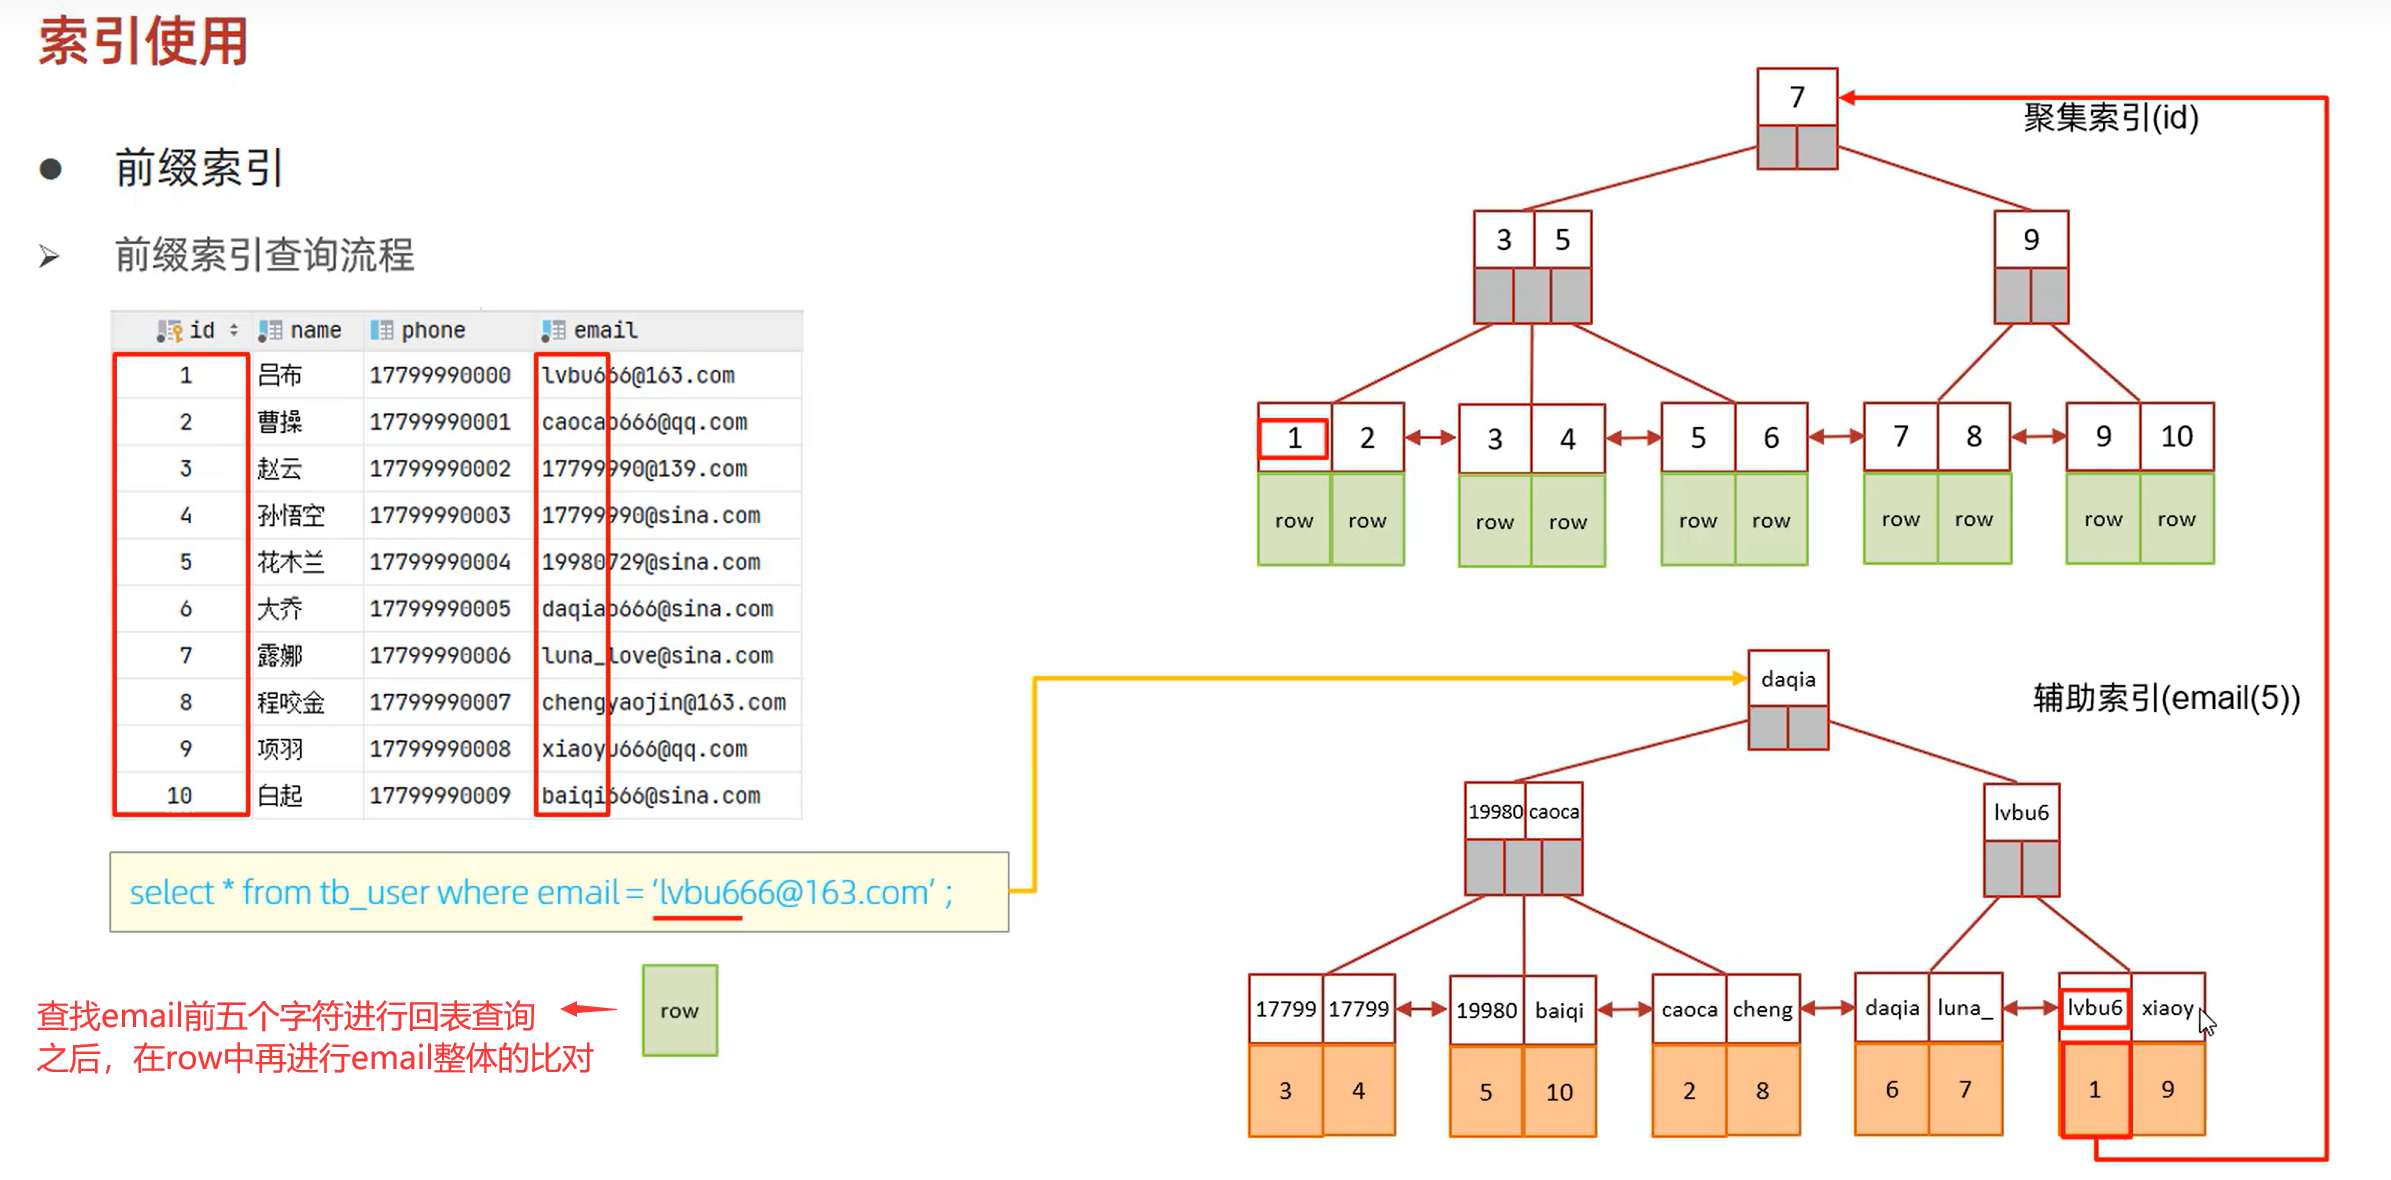 索引使用
前缀索引
前缀索引查询流程
id name phone email
1 吕布 17799990000 lvbu666@163.com
2 曹操 17799990001 caocao666@qq.com
3 赵云 17799990002 17799990@139.com
4 孙悟空 17799990003 17799990@sina.com
5 花木兰 17799990004 19980729@sina.com
6 大乔 17799990005 daqiao666@sina.com
7 露娜 17799990006 luna_love@sina.com
8 程咬金 17799990007 chengyaojin@163.com
9 项羽 17799990008 xiaoyu666@qq.com
10 白起 17799990009 baiqi666@sina.com
select * from tb_user where email = ‘lvbu666@163.com’ ;
查找email前五个字符进行回表查询
之后，在row中再进行email整体的比对
row
7
聚集索引(id)
3 5 9
1 2 3 4 5 6 7 8 9 10
row row row row row row row row row row
daqia
辅助索引(email(5))
19980 caoca lvbu6
17799 17799 19980 baiqi caoca cheng daqia luna_ lvbu6 xiaoy
3 4 5 10 2 8 6 7 1 9